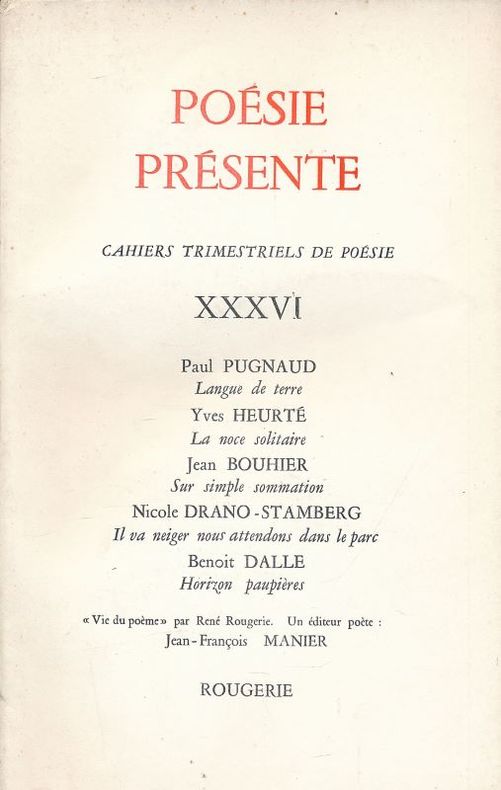 POÉSIE
PRÉSENTE
CAHIERS TRIMESTRIELS DE POÉSIE
XXXVI
Paul PUGNAUD
Langue de terre
Yves HEURTÉ
La noce solitaire
Jean BOUHIER
Sur simple sommation
Nicole DRANO-STAMBERG
Il va neiger nous attendons dans le parc
Benoit DALLE
Horizon paupières
«Vie du poème» par René Rougerie. Un éditeur poète :
Jean-François MANIER
ROUGERIE